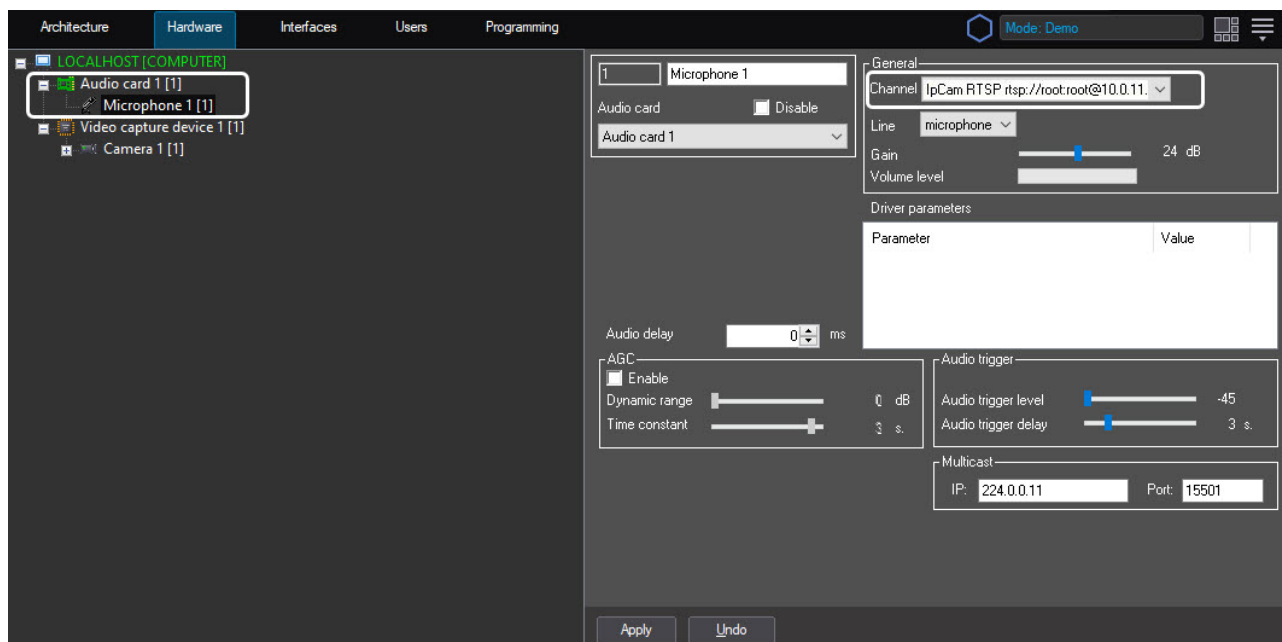 Architecture Hardware Interfaces Users Programming Mode: Demo
LOCALHOST [COMPUTER]
Audio card 1 [1]
Microphone 1 [1]
Video capture device 1 [1]
Camera 1 [1]
1 Microphone 1
Audio card Disable
Audio card 1
General
Channel IpCam RTSP rtsp://root:root@10.0.11.
Line microphone
Gain 24 dB
Volume level
Driver parameters
Parameter Value
Audio delay 0 ms
AGC
Enable
Dynamic range 0 dB
Time constant 3 s.
Audio trigger
Audio trigger level -45
Audio trigger delay 3 s.
Multicast
IP: 224.0.0.11 Port: 15501
Apply Undo